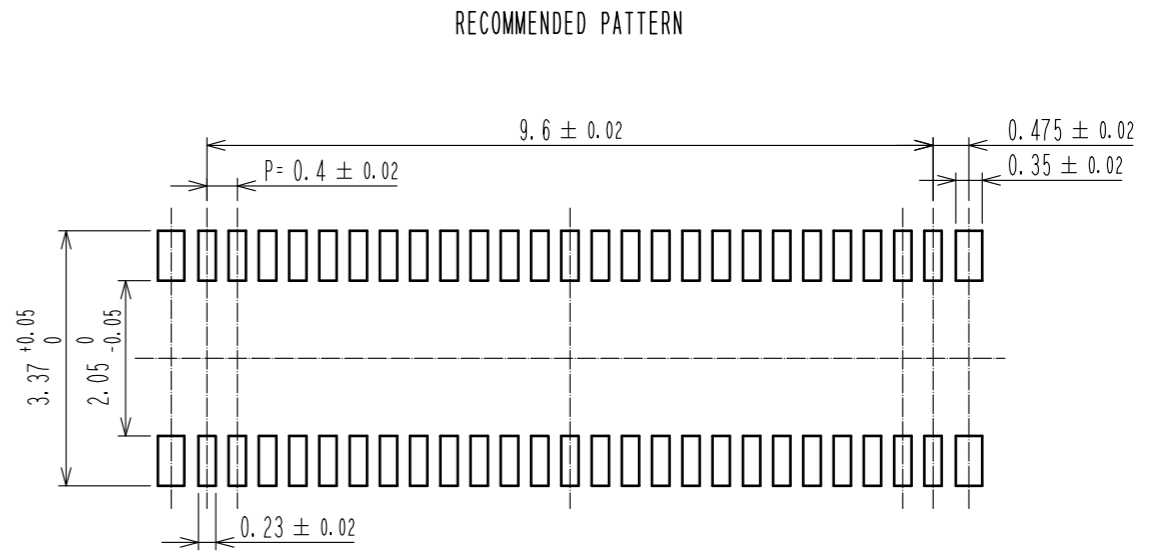 RECOMMENDED PATTERN
9.6 ± 0.02
0.475 ± 0.02
P= 0.4 ± 0.02
0.35 ± 0.02
3.37 +0.05 0
2.05 0 -0.05
0.23 ± 0.02